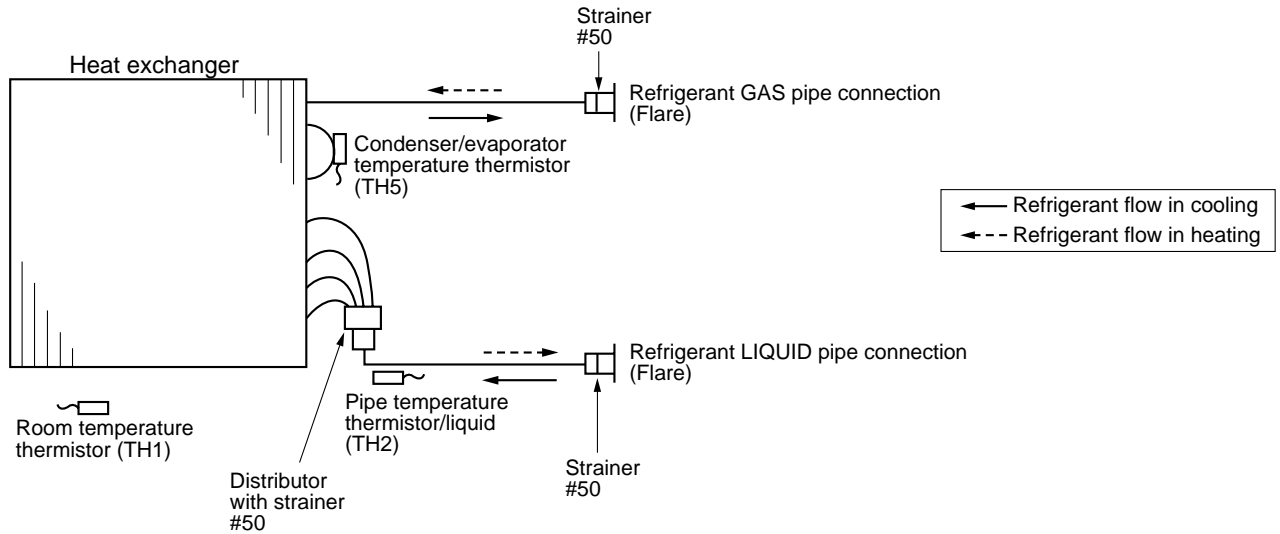 Strainer
#50
Heat exchanger
Refrigerant GAS pipe connection
(Flare)
Condenser/evaporator
temperature thermistor
(TH5)
Refrigerant flow in cooling
Refrigerant flow in heating
Refrigerant LIQUID pipe connection
(Flare)
Pipe temperature
thermistor/liquid
(TH2)
Room temperature
thermistor (TH1)
Strainer
#50
Distributor
with strainer
#50